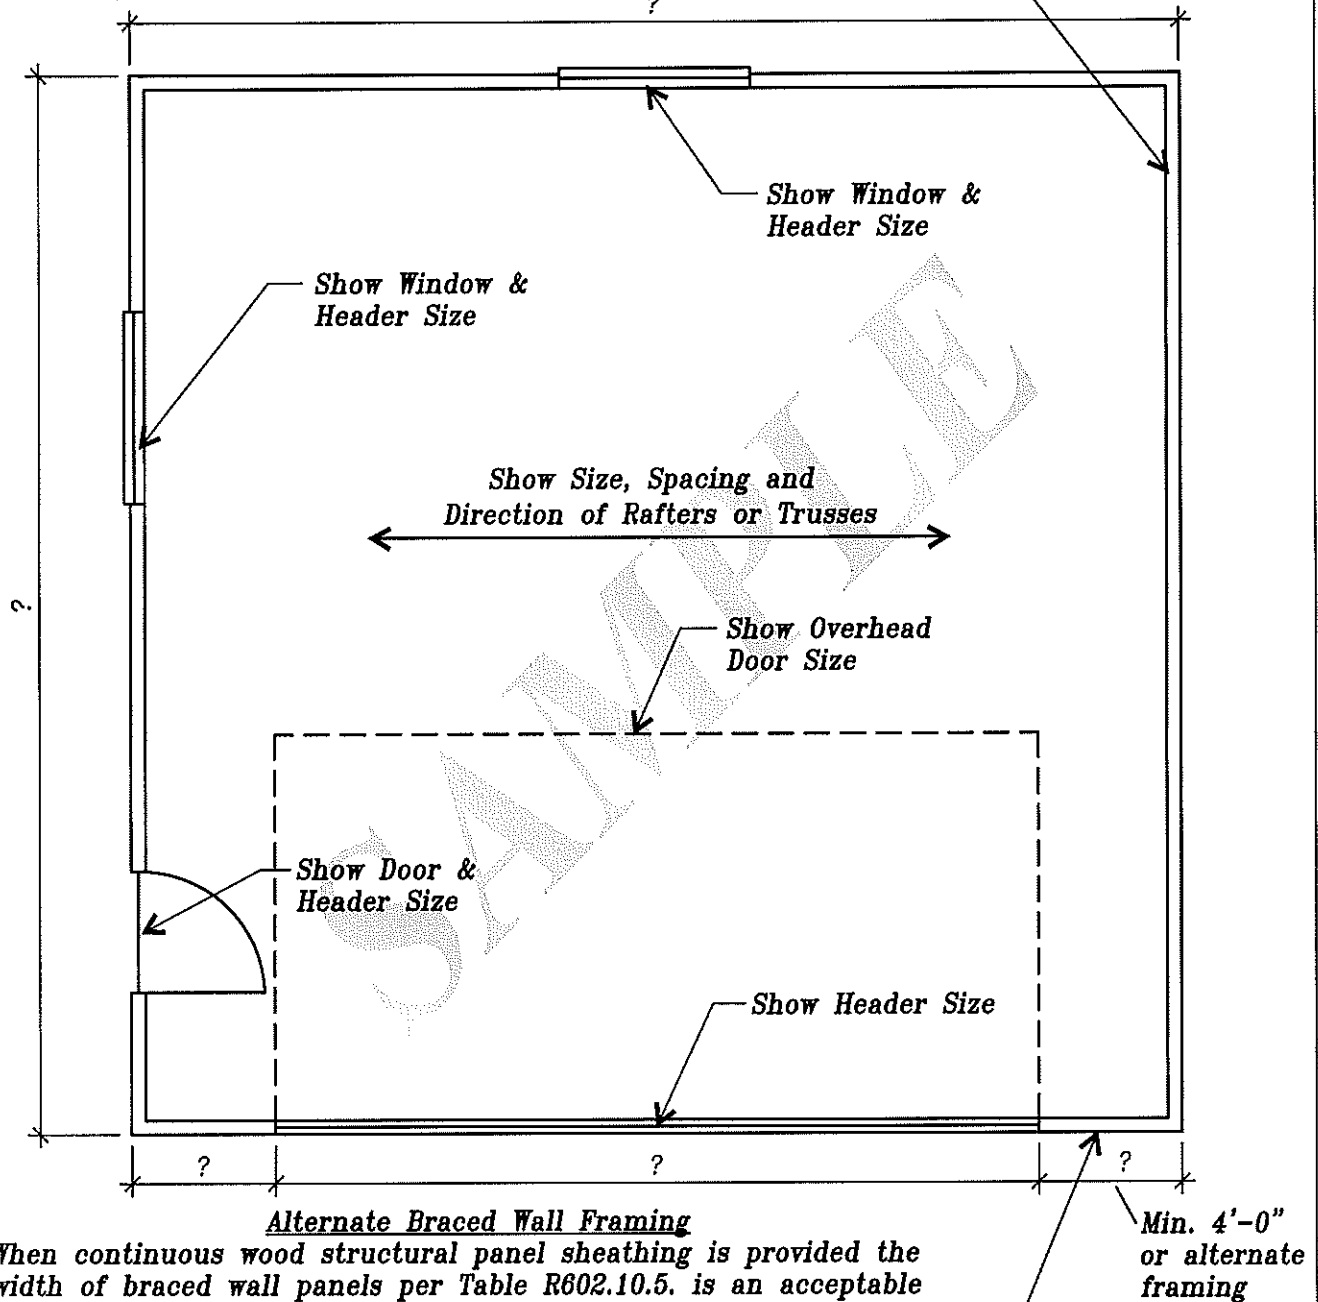 ?
Show Window &
Header Size
Show Window &
Header Size
Show Size, Spacing and
Direction of Rafters or Trusses
?
Show Overhead
Door Size
SAMPLE
Show Door &
Header Size
Show Header Size
?
?
?
Alternate Braced Wall Framing
When continuous wood structural panel sheathing is provided the
width of braced wall panels per Table R602.10.5. is an acceptable
Min. 4'-0"
or alternate
framing